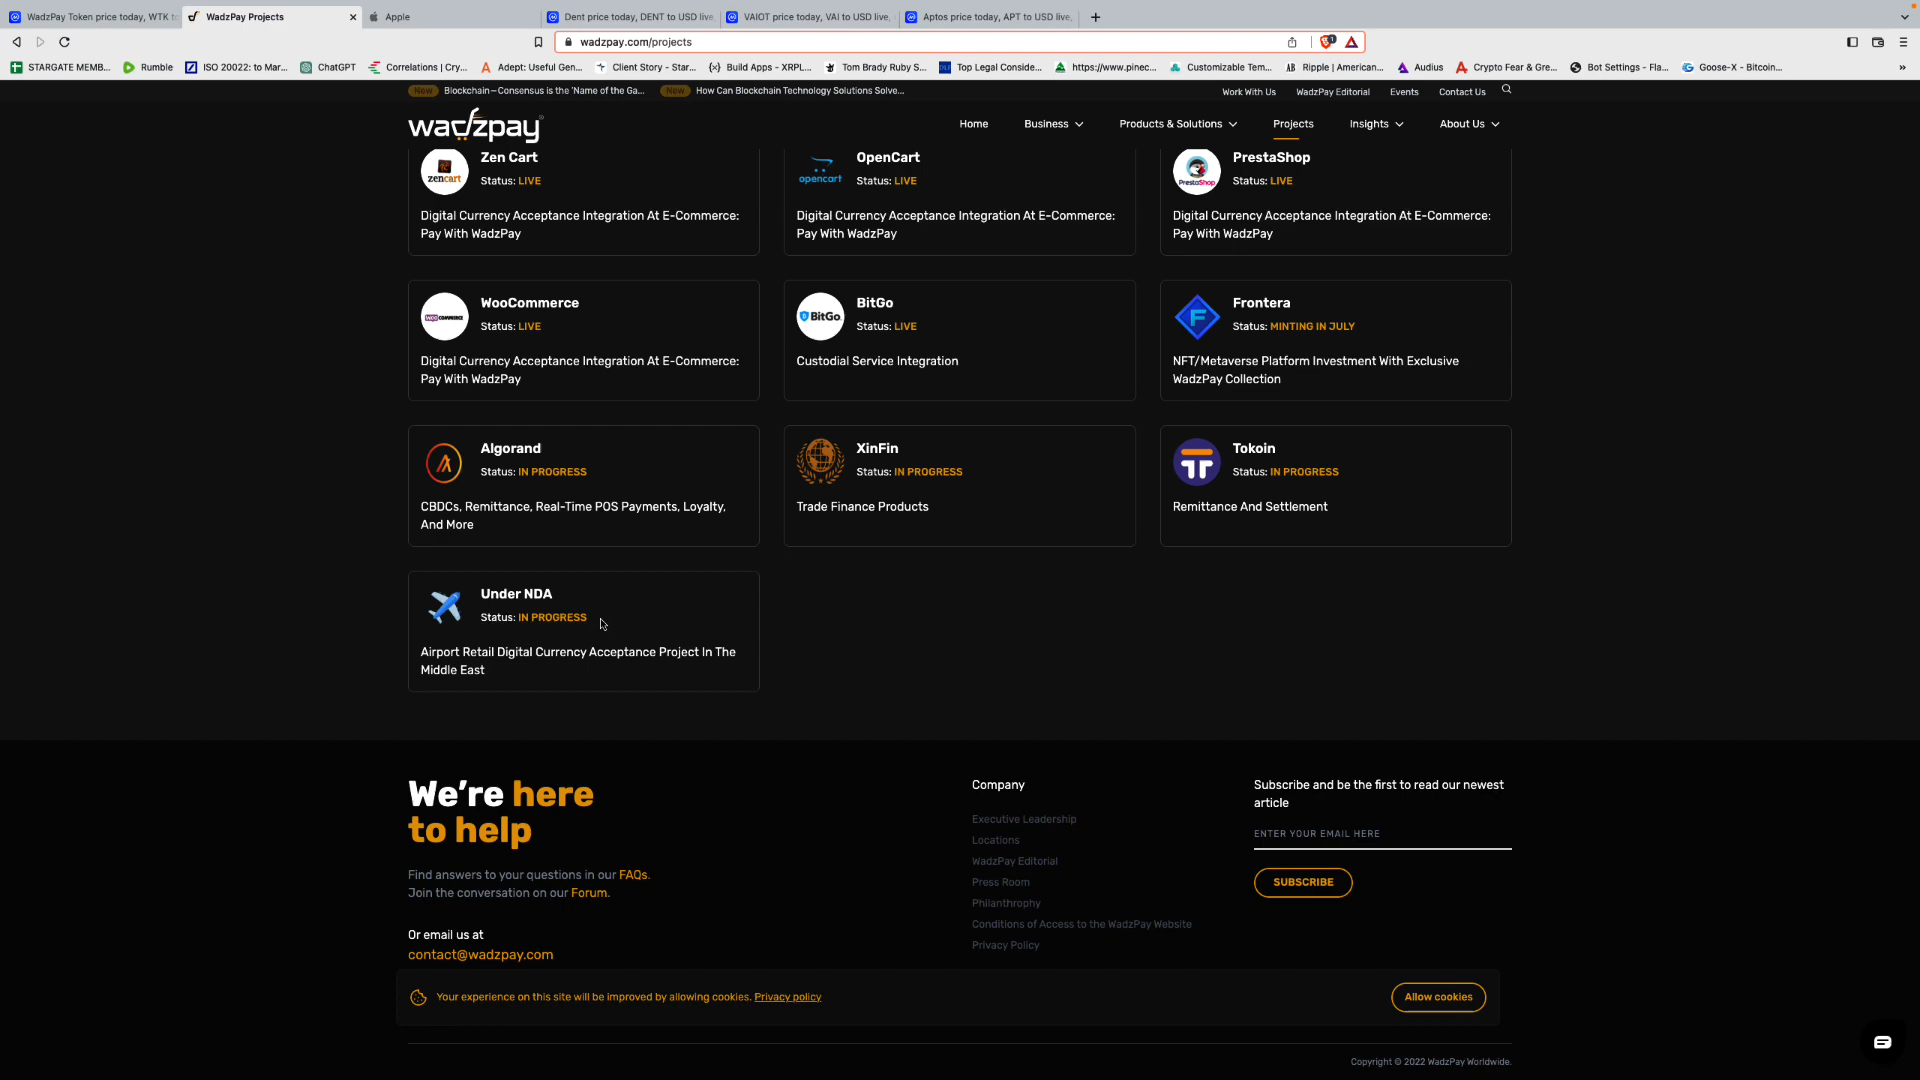 WadzPay Token price today, WTK t
WadzPay Projects
Apple
Dent price today, DENT to USD live,
VAIOT price today, VAI to USD live,
Aptos price today, APT to USD live,
wadzpay.com/projects
STARGATE MEMB...
Rumble
ISO 20022: to Mar...
ChatGPT
Correlations | Cry...
Adept: Useful Gen...
Client Story - Star...
Build Apps - XRPL...
Tom Brady Ruby S...
Top Legal Conside...
https://www.pinec...
Customizable Tem...
Ripple | American...
Audius
Crypto Fear & Gre...
Bot Settings - Fla...
Goose-X - Bitcoin...
New Blockchain—Consensus is the 'Name of the Ga...
New How Can Blockchain Technology Solutions Solve...
Work With Us
WadzPay Editorial
Events
Contact Us
wadzpay
Home
Business
Products & Solutions
Projects
Insights
About Us
zencart
Zen Cart
Status: LIVE
Digital Currency Acceptance Integration At E-Commerce:
Pay With WadzPay
opencart
OpenCart
Status: LIVE
Digital Currency Acceptance Integration At E-Commerce:
Pay With WadzPay
PrestaShop
PrestaShop
Status: LIVE
Digital Currency Acceptance Integration At E-Commerce:
Pay With WadzPay
WOO COMMERCE
WooCommerce
Status: LIVE
Digital Currency Acceptance Integration At E-Commerce:
Pay With WadzPay
BitGo
BitGo
Status: LIVE
Custodial Service Integration
F
Frontera
Status: MINTING IN JULY
NFT/Metaverse Platform Investment With Exclusive
WadzPay Collection
Algorand
Status: IN PROGRESS
CBDCs, Remittance, Real-Time POS Payments, Loyalty,
And More
XinFin
Status: IN PROGRESS
Trade Finance Products
Tokoin
Status: IN PROGRESS
Remittance And Settlement
Under NDA
Status: IN PROGRESS
Airport Retail Digital Currency Acceptance Project In The
Middle East
We're here
to help
Find answers to your questions in our FAQs.
Join the conversation on our Forum.
Or email us at
contact@wadzpay.com
Company
Executive Leadership
Locations
WadzPay Editorial
Press Room
Philanthrophy
Conditions of Access to the WadzPay Website
Privacy Policy
Subscribe and be the first to read our newest
article
ENTER YOUR EMAIL HERE
SUBSCRIBE
Your experience on this site will be improved by allowing cookies. Privacy policy
Allow cookies
Copyright © 2022 WadzPay Worldwide.